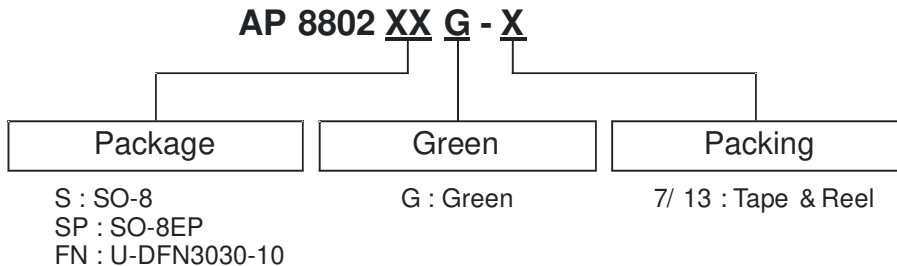 AP 8802 XX G - X
Package
Green
Packing
S : SO-8
SP : SO-8EP
FN : U-DFN3030-10
G : Green
7/ 13 : Tape & Reel